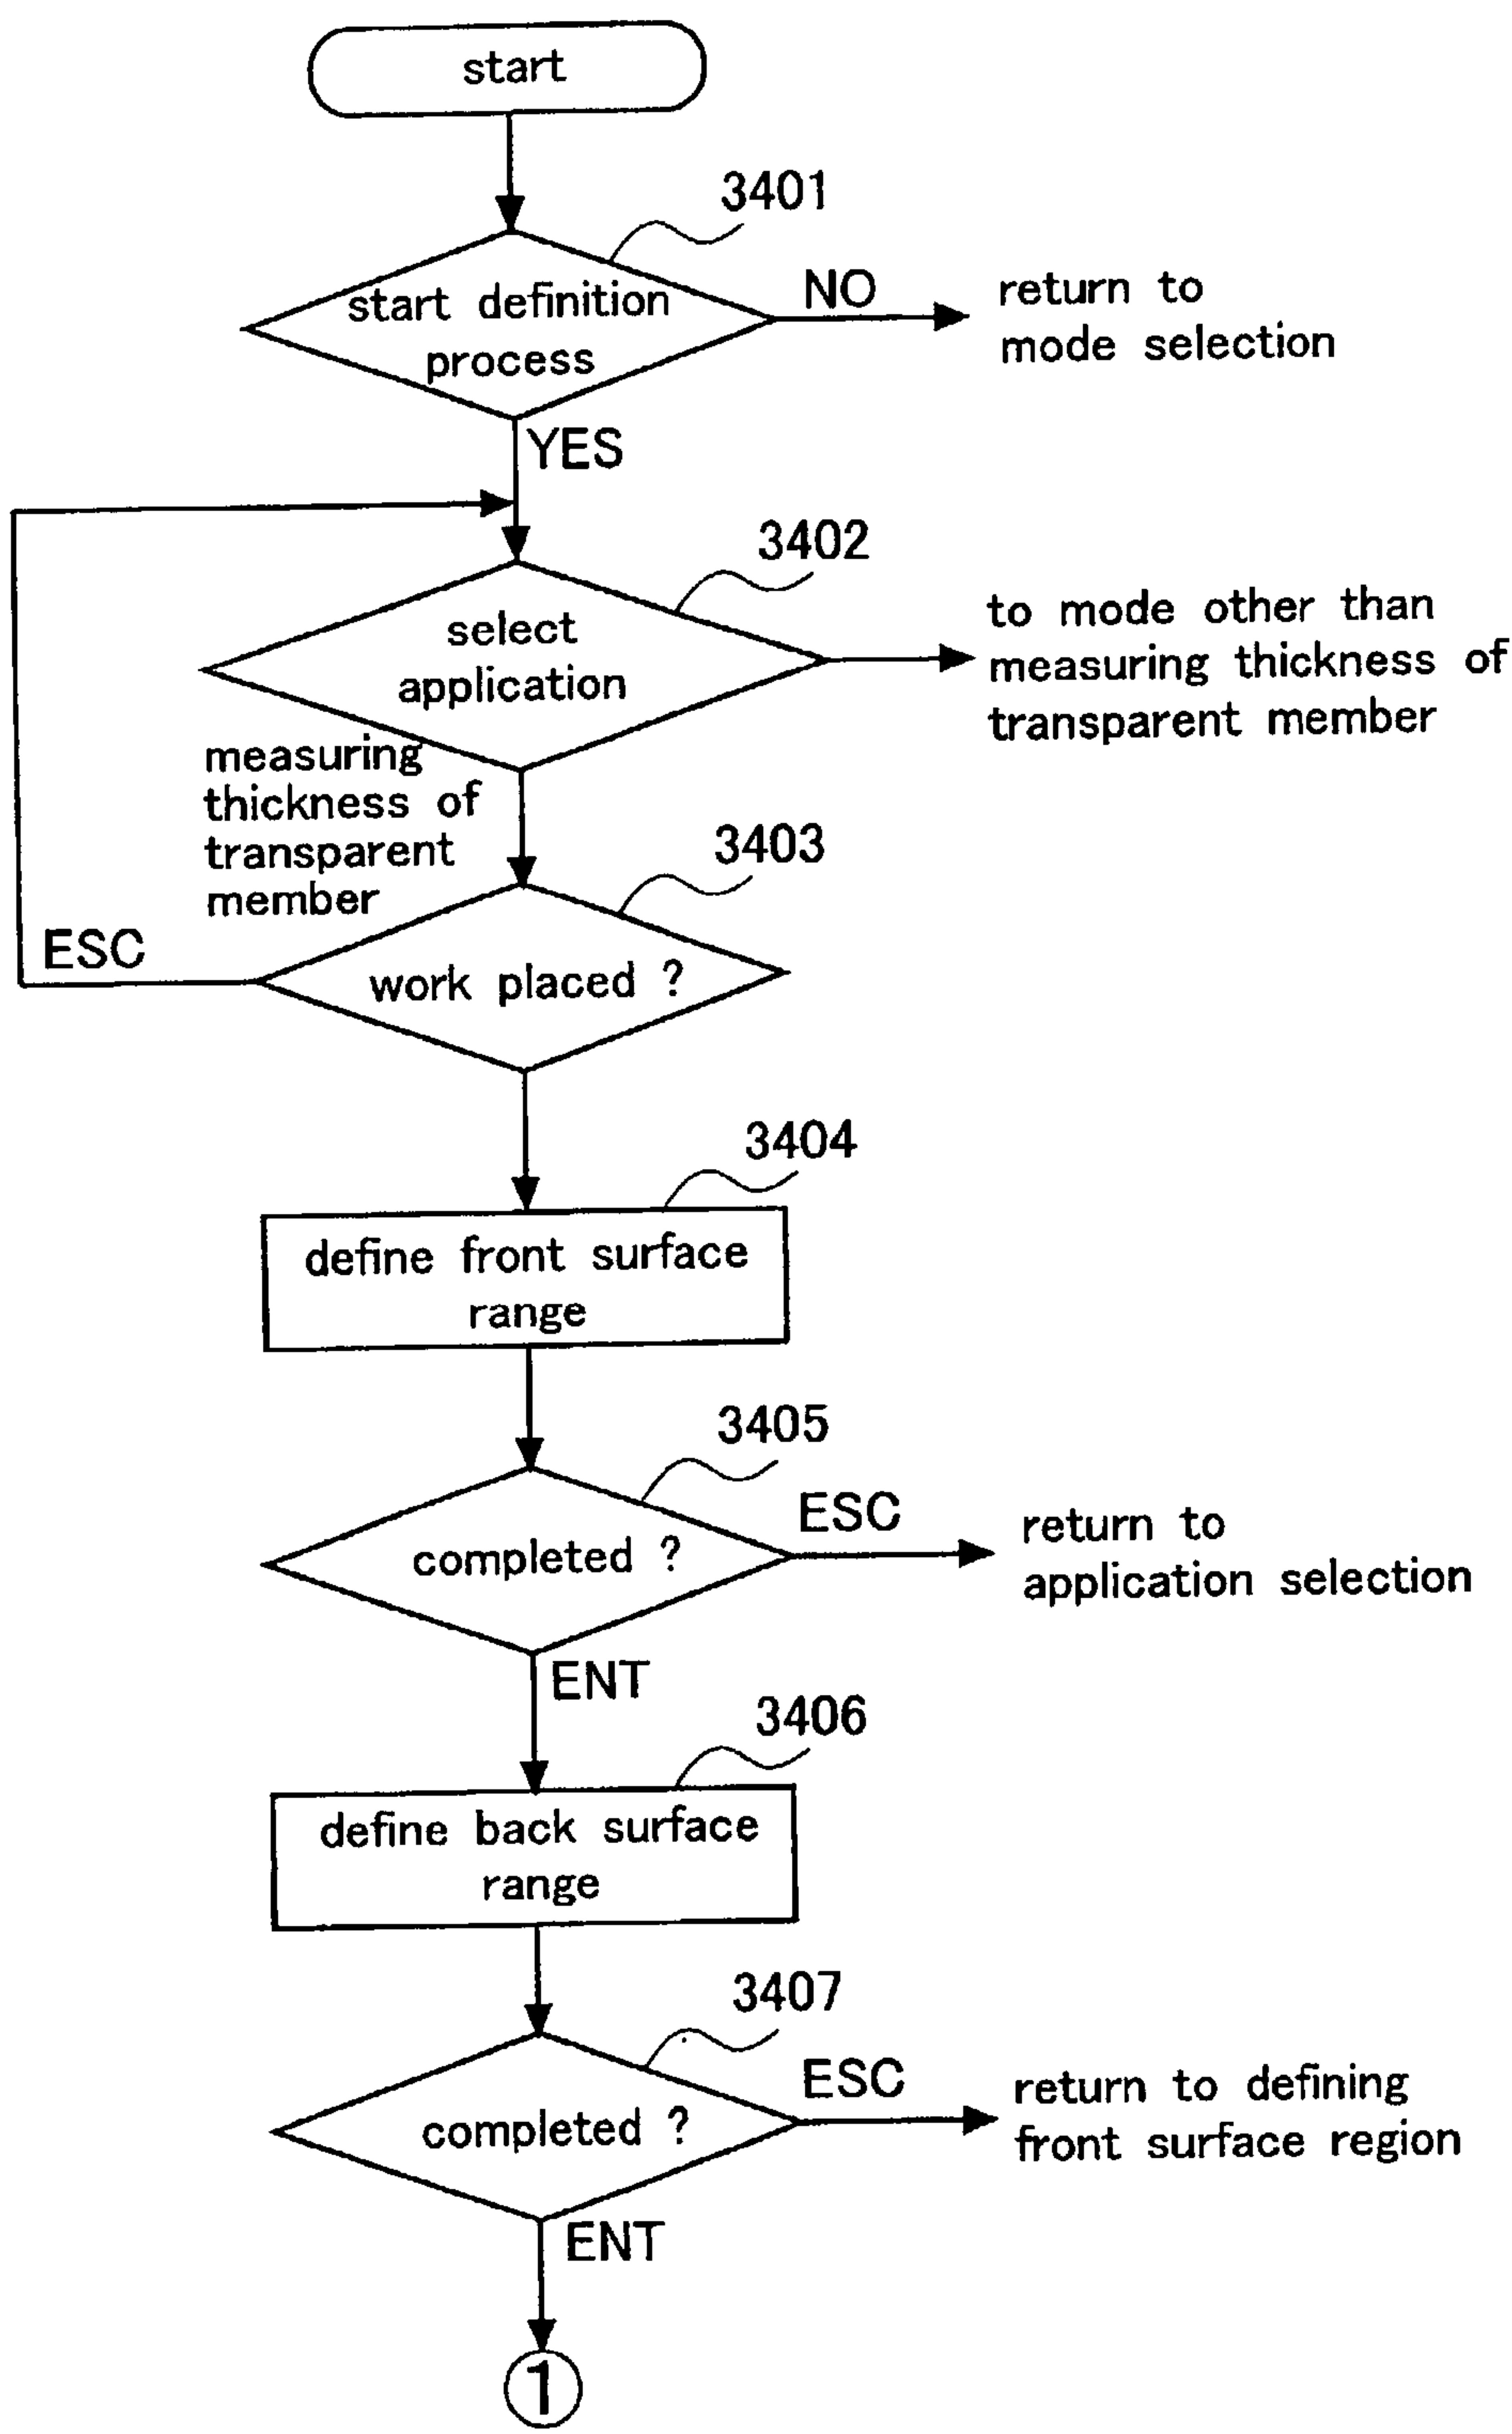 start
3401
start definition
process
NO
return to
mode selection
YES
3402
select
application
to mode other than
measuring thickness of
transparent member
measuring
thickness of
transparent
member
3403
work placed ?
ESC
3404
define front surface
range
3405
completed ?
ESC
return to
application selection
ENT
3406
define back surface
range
3407
completed ?
ESC
return to defining
front surface region
ENT
1